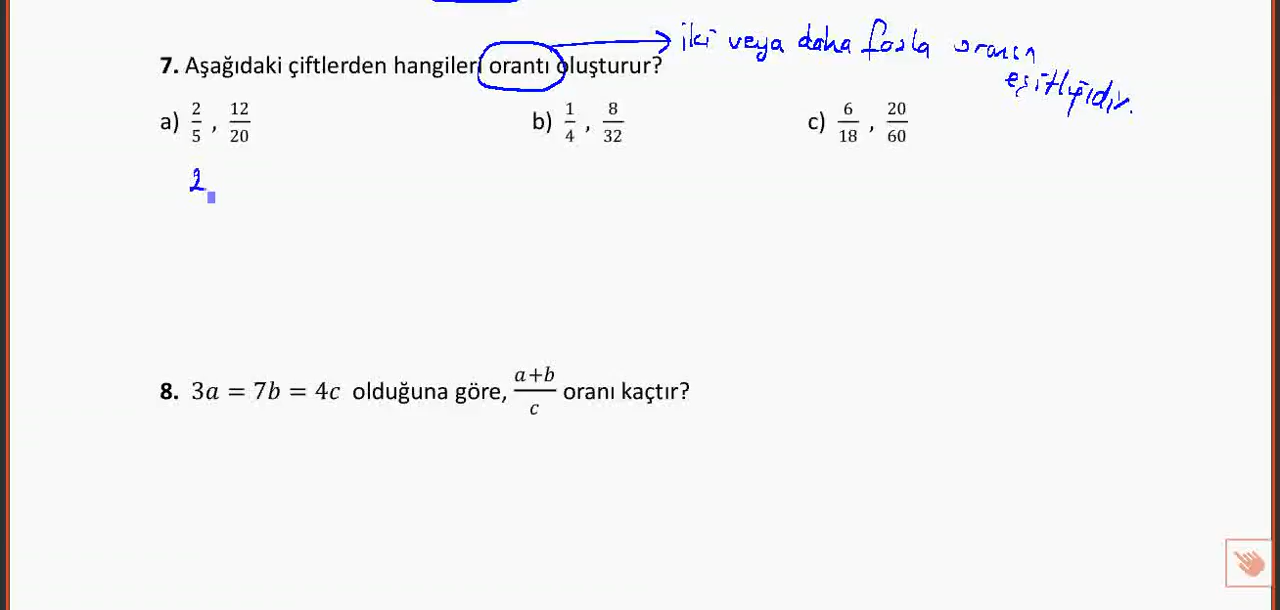 iki veya daha fazla oranın
eşitliğidir.
7. Aşağıdaki çiftlerden hangileri orantı oluşturur?
a) 2/5 , 12/20 b) 1/4 , 8/32 c) 6/18 , 20/60
2
8. 3a = 7b = 4c olduğuna göre, (a+b)/c oranı kaçtır?